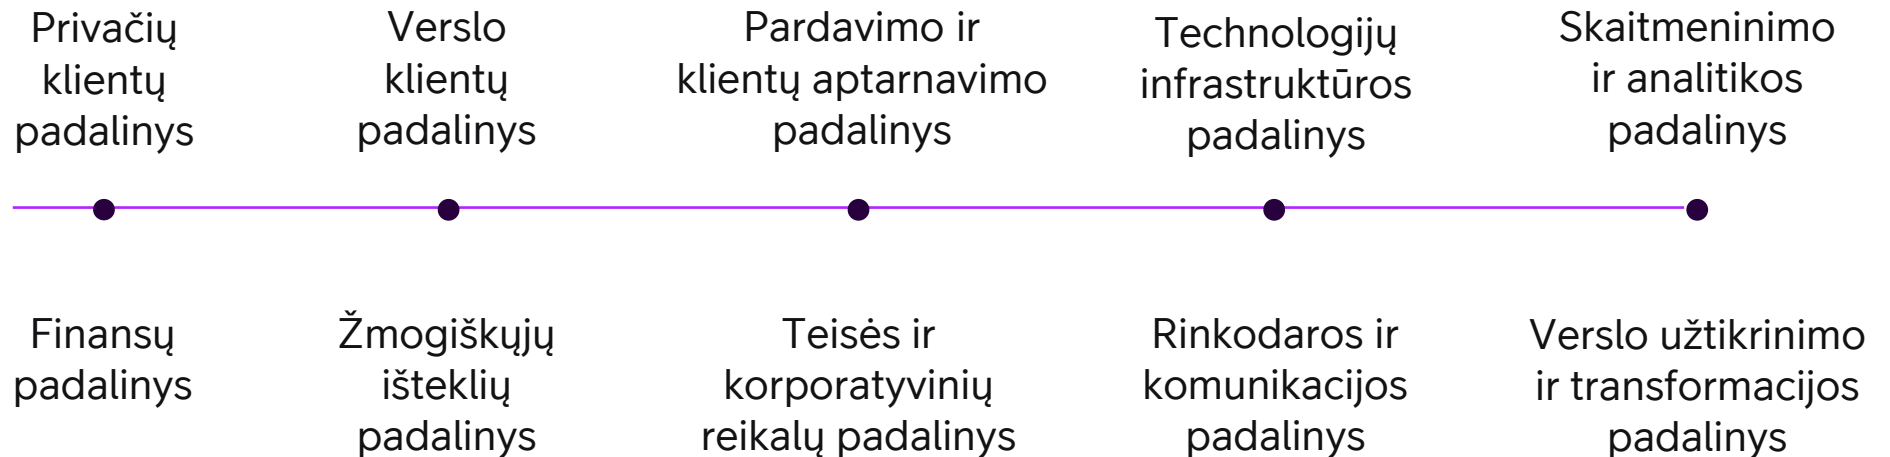 Privačių
klientų
padalinys
Verslo
klientų
padalinys
Pardavimo ir
klientų aptarnavimo
padalinys
Technologijų
infrastruktūros
padalinys
Skaitmeninimo
ir analitikos
padalinys
Finansų
padalinys
Žmogiškųjų
išteklių
padalinys
Teisės ir
korporatyvinių
reikalų padalinys
Rinkodaros ir
komunikacijos
padalinys
Verslo užtikrinimo
ir transformacijos
padalinys